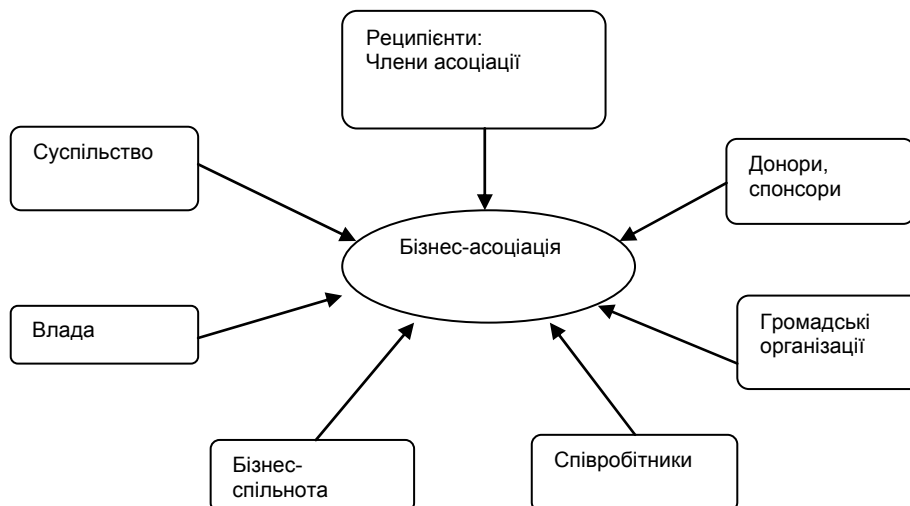 Реципієнти:
Члени асоціації
Суспільство
Донори,
спонсори
Бізнес-асоціація
Влада
Громадські
організації
Бізнес-
спільнота
Співробітники